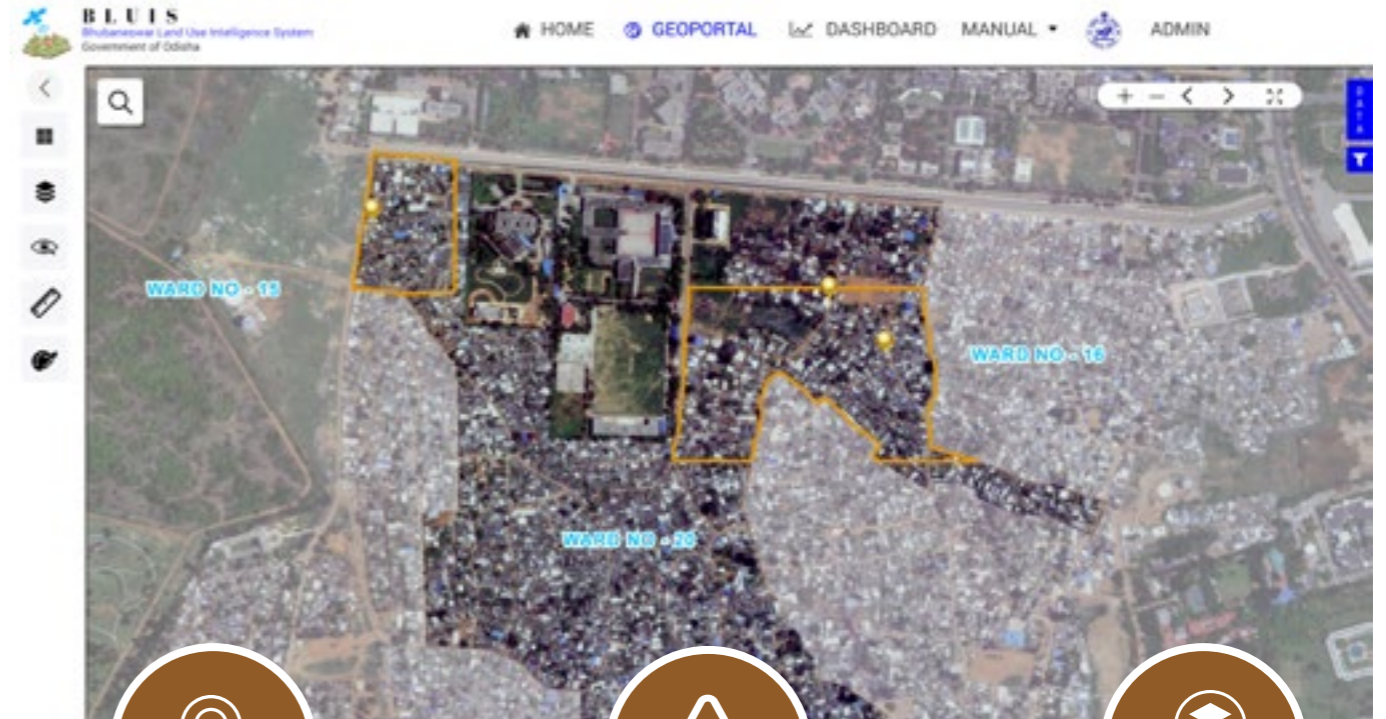 BLUIS
Bhubaneswar Land Use Intelligence System
Government of Odisha
HOME
GEOPORTAL
DASHBOARD
MANUAL
ADMIN
DATA
WARD NO - 15
WARD NO - 16
WARD NO - 20